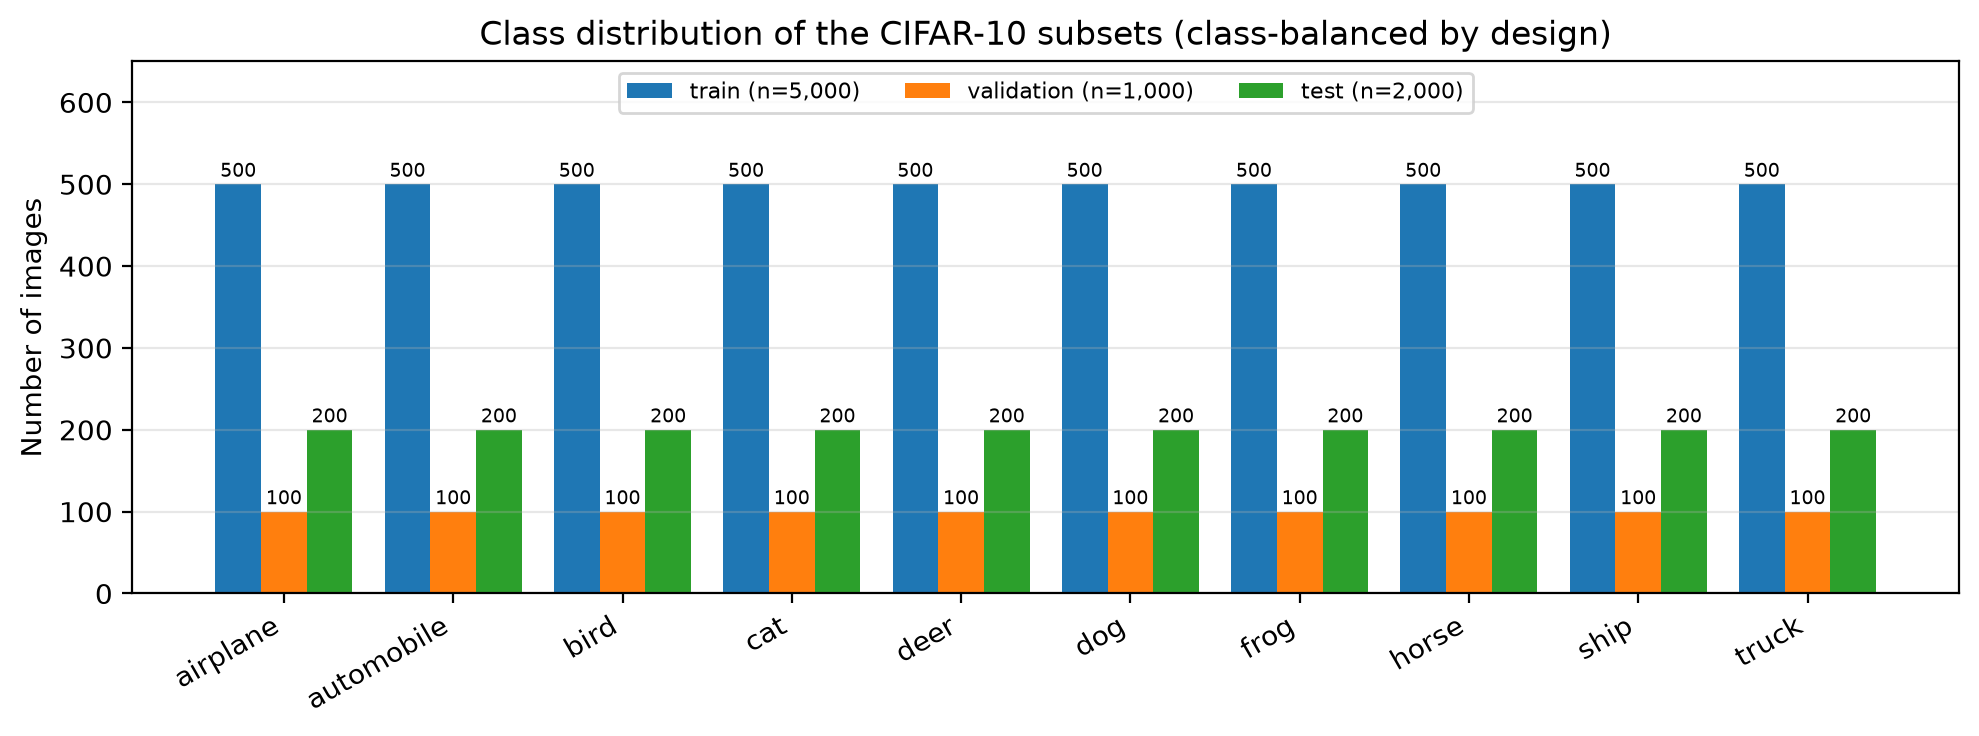 Class distribution of the CIFAR-10 subsets (class-balanced by design)
train (n=5,000) validation (n=1,000) test (n=2,000)
Number of images
600
500
400
300
200
100
0
500 500 500 500 500 500 500 500 500 500
200 200 200 200 200 200 200 200 200 200
100 100 100 100 100 100 100 100 100 100
airplane automobile bird cat deer dog frog horse ship truck